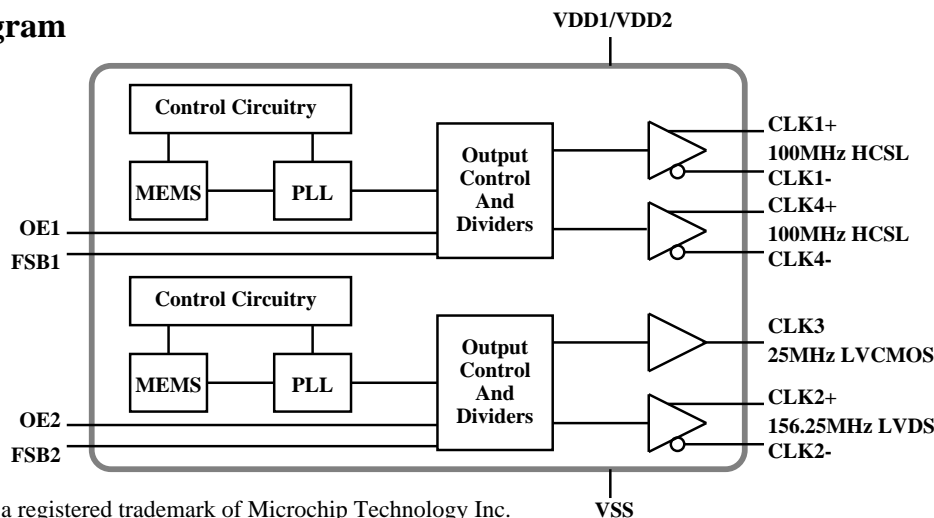 gram
VDD1/VDD2
Control Circuitry
MEMS
PLL
Output
Control
And
Dividers
CLK1+
100MHz HCSL
CLK1-
CLK4+
100MHz HCSL
CLK4-
OE1
FSB1
Control Circuitry
MEMS
PLL
Output
Control
And
Dividers
CLK3
25MHz LVCMOS
CLK2+
156.25MHz LVDS
CLK2-
OE2
FSB2
VSS
a registered trademark of Microchip Technology Inc.